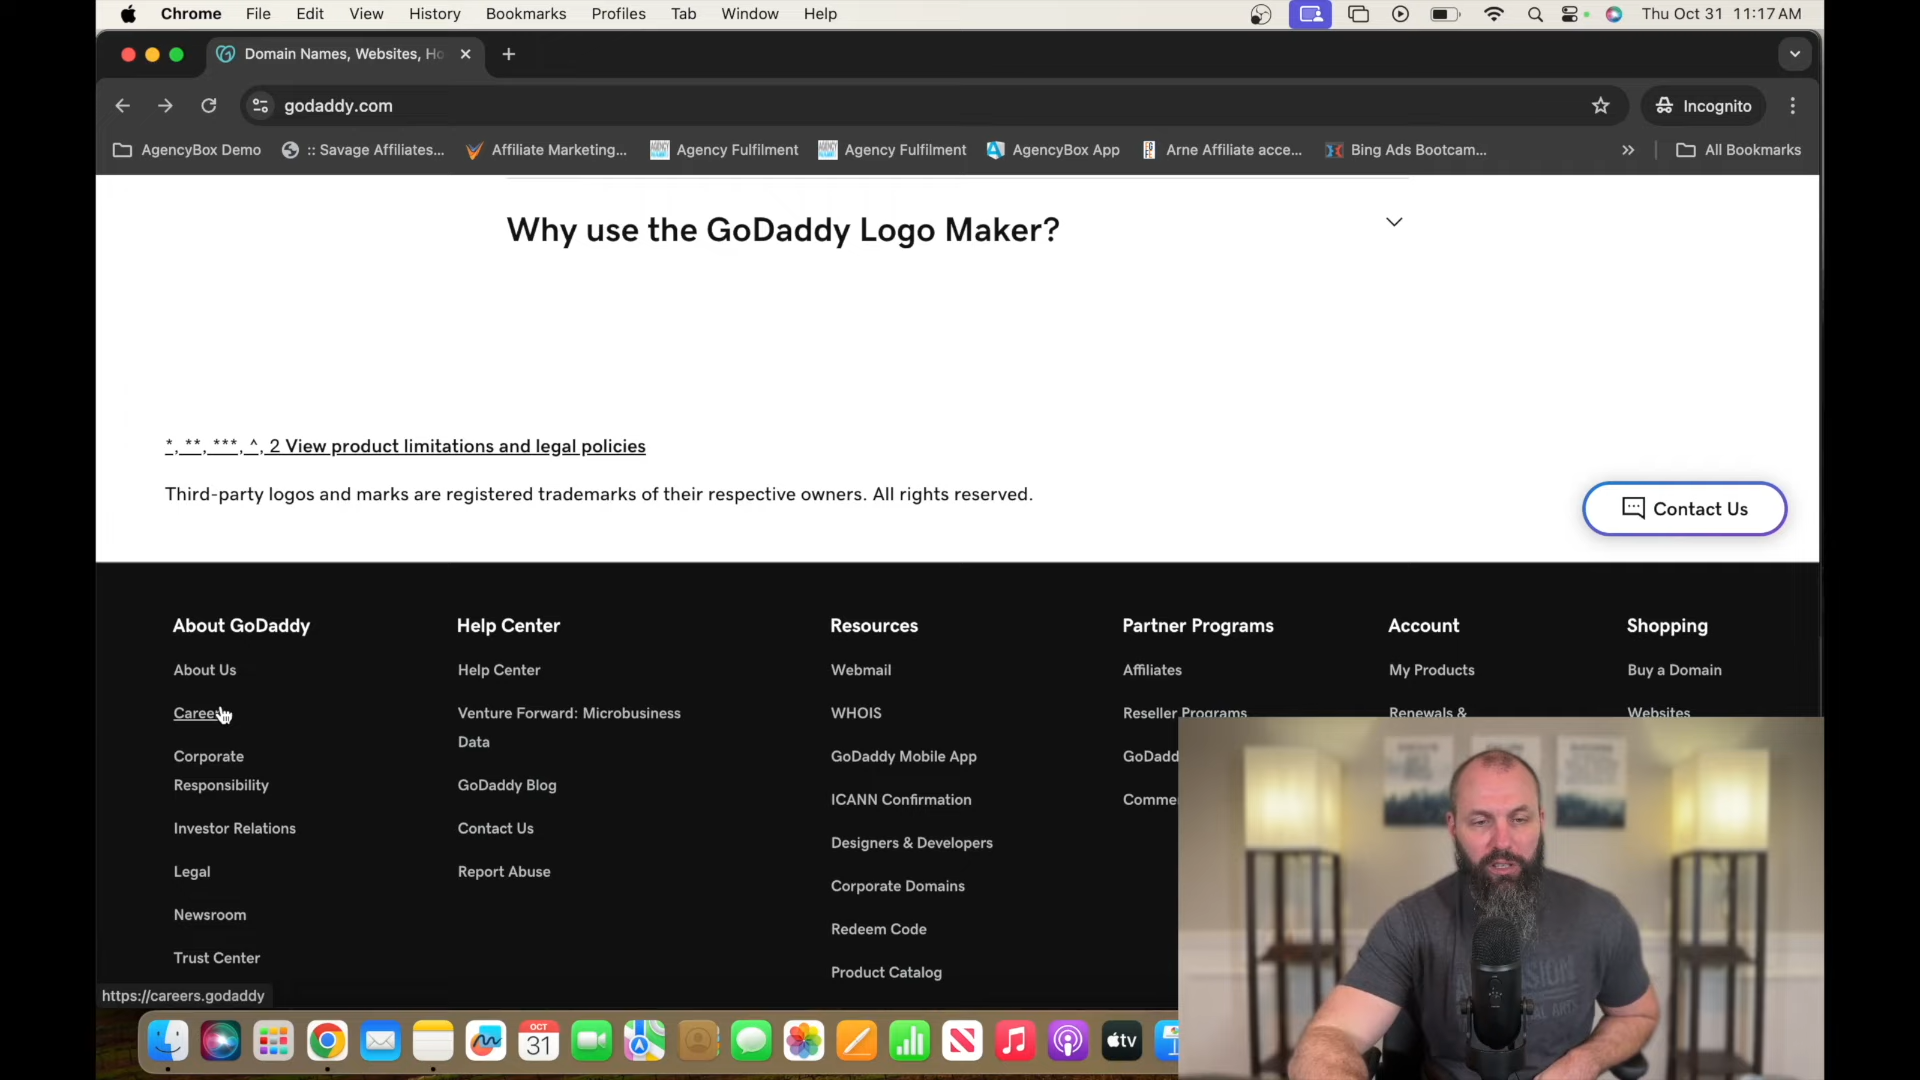 Chrome File Edit View History Bookmarks Profiles Tab Window Help Thu Oct 31 11:17 AM
Domain Names, Websites, Ho
godaddy.com Incognito
AgencyBox Demo :: Savage Affiliates... Affiliate Marketing... Agency Fulfilment Agency Fulfilment AgencyBox App Arne Affiliate acce... Bing Ads Bootcam... » All Bookmarks
Why use the GoDaddy Logo Maker?
*, **, ***, ^, 2 View product limitations and legal policies
Third-party logos and marks are registered trademarks of their respective owners. All rights reserved.
Contact Us
About GoDaddy
About Us
Careers
Corporate
Responsibility
Investor Relations
Legal
Newsroom
Trust Center
Help Center
Help Center
Venture Forward: Microbusiness
Data
GoDaddy Blog
Contact Us
Report Abuse
Resources
Webmail
WHOIS
GoDaddy Mobile App
ICANN Confirmation
Designers & Developers
Corporate Domains
Redeem Code
Product Catalog
Partner Programs
Affiliates
Reseller Programs
GoDadd
Comme
Account
My Products
Renewals &
Shopping
Buy a Domain
Websites
https://careers.godaddy
OCT
31
tv